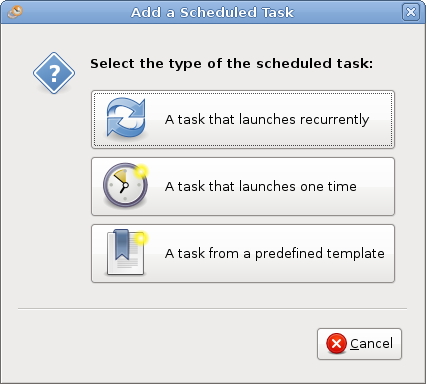 Add a Scheduled Task
Select the type of the scheduled task:
A task that launches recurrently
A task that launches one time
A task from a predefined template
Cancel